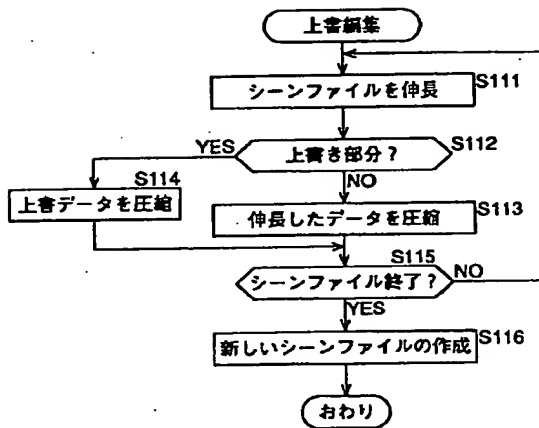 上書編集
シーンファイルを伸長
S111
上書き部分?
S112
YES
NO
S114
上書データを圧縮
伸長したデータを圧縮
S113
S115
シーンファイル終了?
NO
YES
新しいシーンファイルの作成
S116
おわり